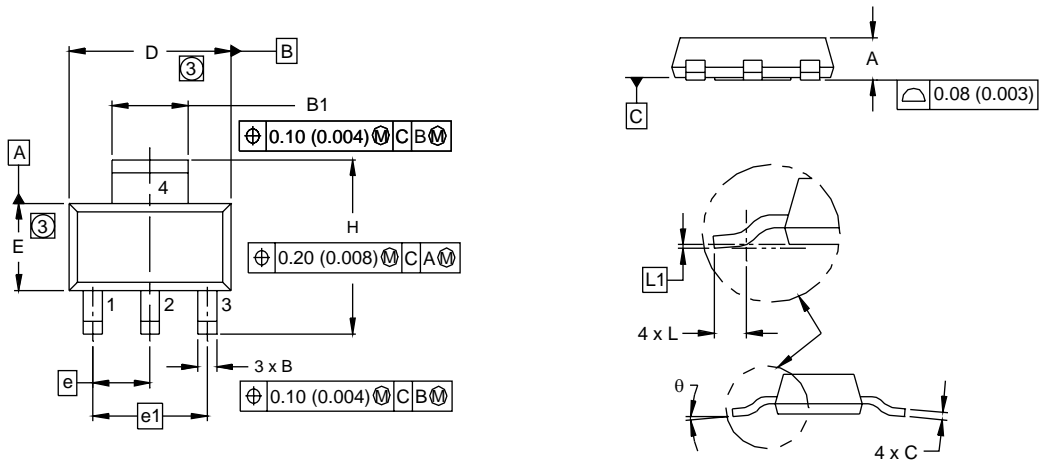 D
B
3
B1
⌖ 0.10 (0.004) Ⓜ C B Ⓜ
A
4
3
E
H
⌖ 0.20 (0.008) Ⓜ C A Ⓜ
1 2 3
3 x B
e
e1
⌖ 0.10 (0.004) Ⓜ C B Ⓜ
A
C
⌓ 0.08 (0.003)
L1
4 x L
θ
4 x C